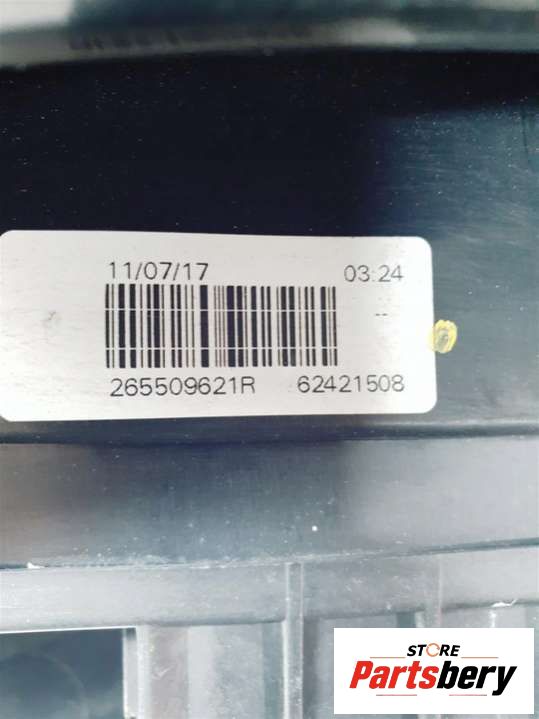 11/07/17 03:24
--
265509621R 62421508
STORE
Partsbery